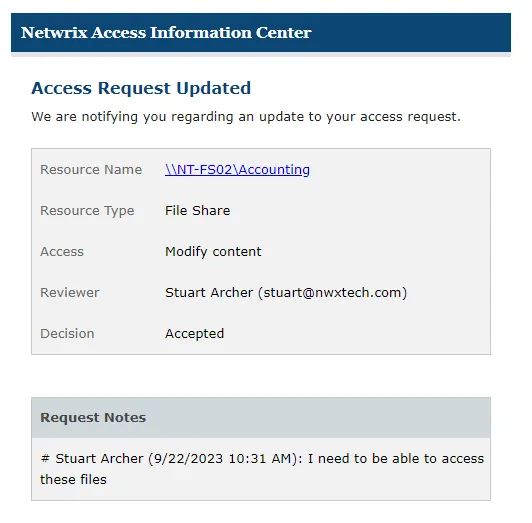 Netwrix Access Information Center
Access Request Updated
We are notifying you regarding an update to your access request.
Resource Name \\NT-FS02\Accounting
Resource Type File Share
Access Modify content
Reviewer Stuart Archer (stuart@nwxtech.com)
Decision Accepted
Request Notes
# Stuart Archer (9/22/2023 10:31 AM): I need to be able to access
these files